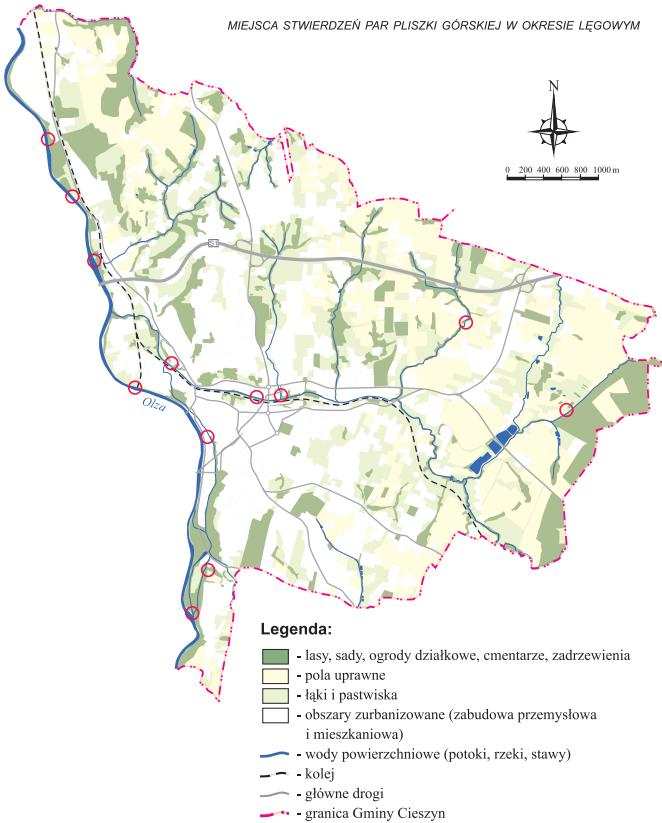 MIEJSCA STWIERDZEŃ PAR PLISZKI GÓRSKIEJ W OKRESIE LĘGOWYM
N
0 200 400 600 800 1000 m
S1
Olza
Legenda:
- lasy, sady, ogrody działkowe, cmentarze, zadrzewienia
- pola uprawne
- łąki i pastwiska
- obszary zurbanizowane (zabudowa przemysłowa
i mieszkaniowa)
- wody powierzchniowe (potoki, rzeki, stawy)
- kolej
- główne drogi
- granica Gminy Cieszyn